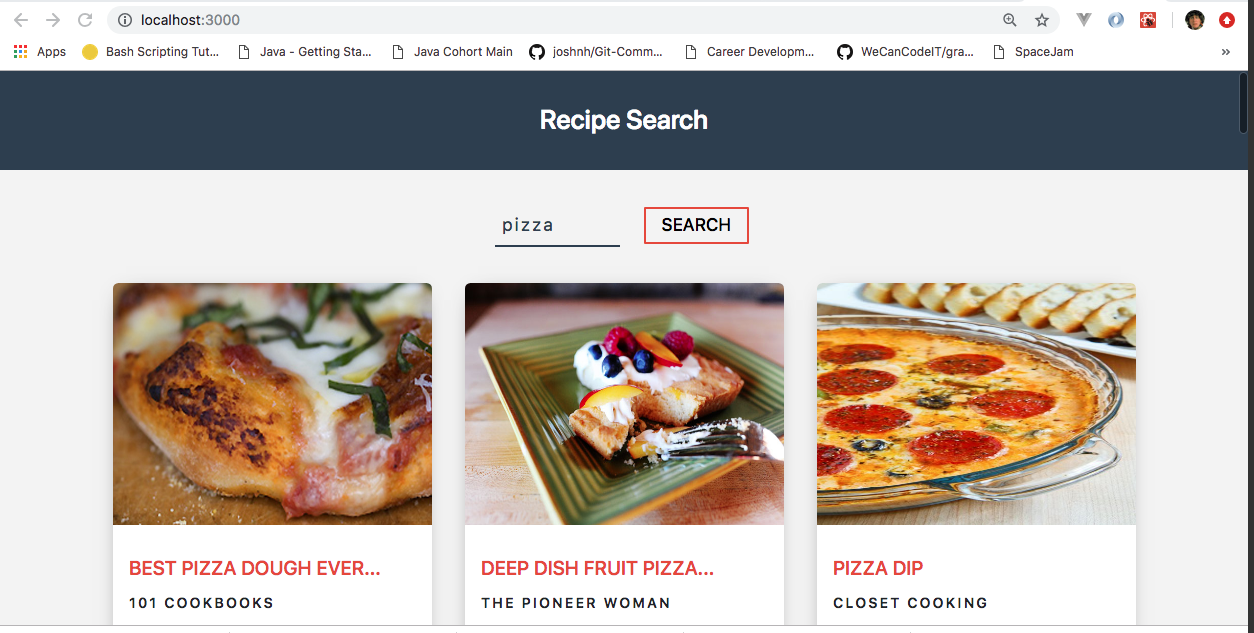 localhost:3000
Apps Bash Scripting Tut... Java - Getting Sta... Java Cohort Main joshnh/Git-Comm... Career Developm... WeCanCodeIT/gra... SpaceJam »
Recipe Search
pizza SEARCH
BEST PIZZA DOUGH EVER... DEEP DISH FRUIT PIZZA... PIZZA DIP
101 COOKBOOKS THE PIONEER WOMAN CLOSET COOKING